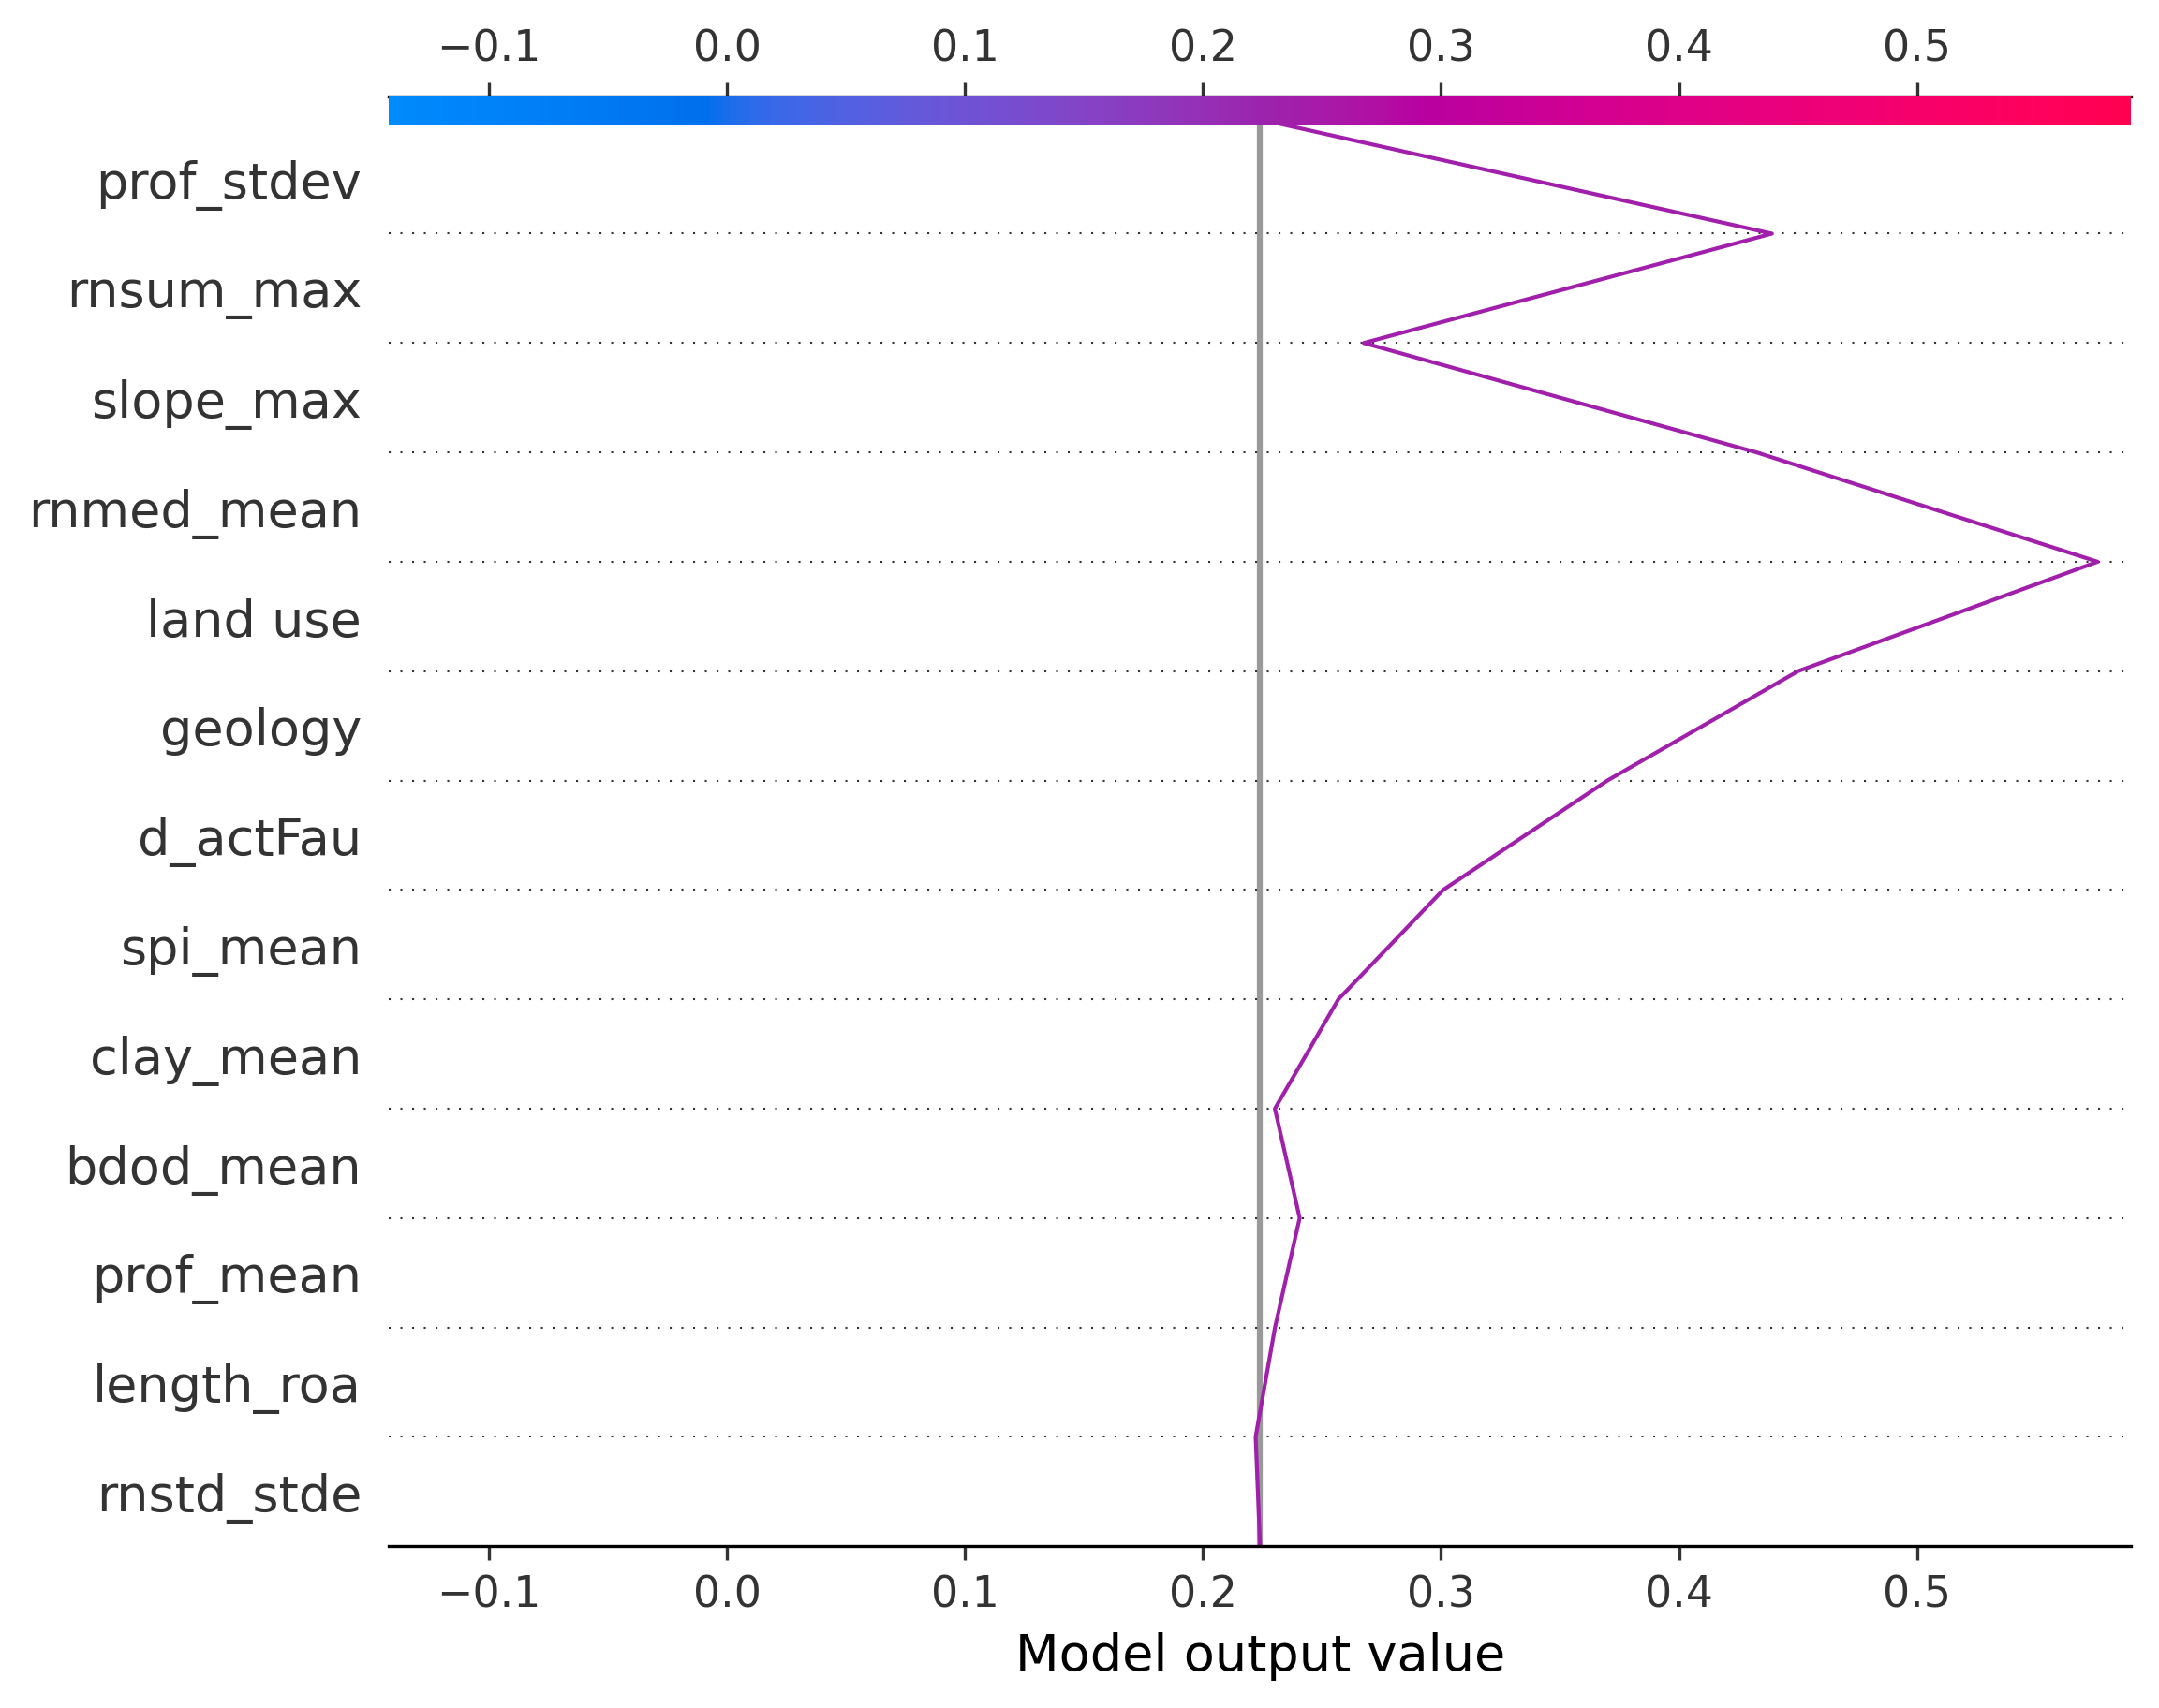 −0.1 0.0 0.1 0.2 0.3 0.4 0.5
prof_stdev
rnsum_max
slope_max
rnmed_mean
land use
geology
d_actFau
spi_mean
clay_mean
bdod_mean
prof_mean
length_roa
rnstd_stde
−0.1 0.0 0.1 0.2 0.3 0.4 0.5
Model output value